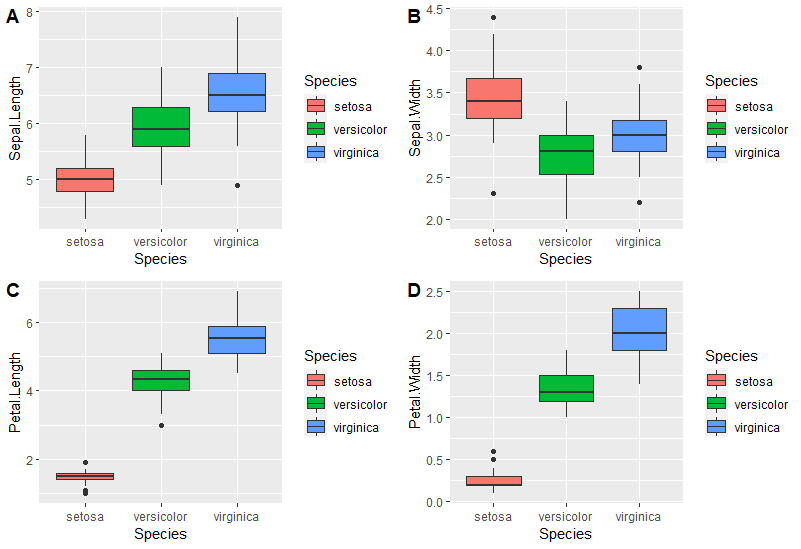 A
Sepal.Length
8
7
6
5
setosa versicolor virginica
Species
Species
setosa
versicolor
virginica
B
Sepal.Width
4.5
4.0
3.5
3.0
2.5
2.0
setosa versicolor virginica
Species
Species
setosa
versicolor
virginica
C
Petal.Length
6
4
2
setosa versicolor virginica
Species
Species
setosa
versicolor
virginica
D
Petal.Width
2.5
2.0
1.5
1.0
0.5
0.0
setosa versicolor virginica
Species
Species
setosa
versicolor
virginica